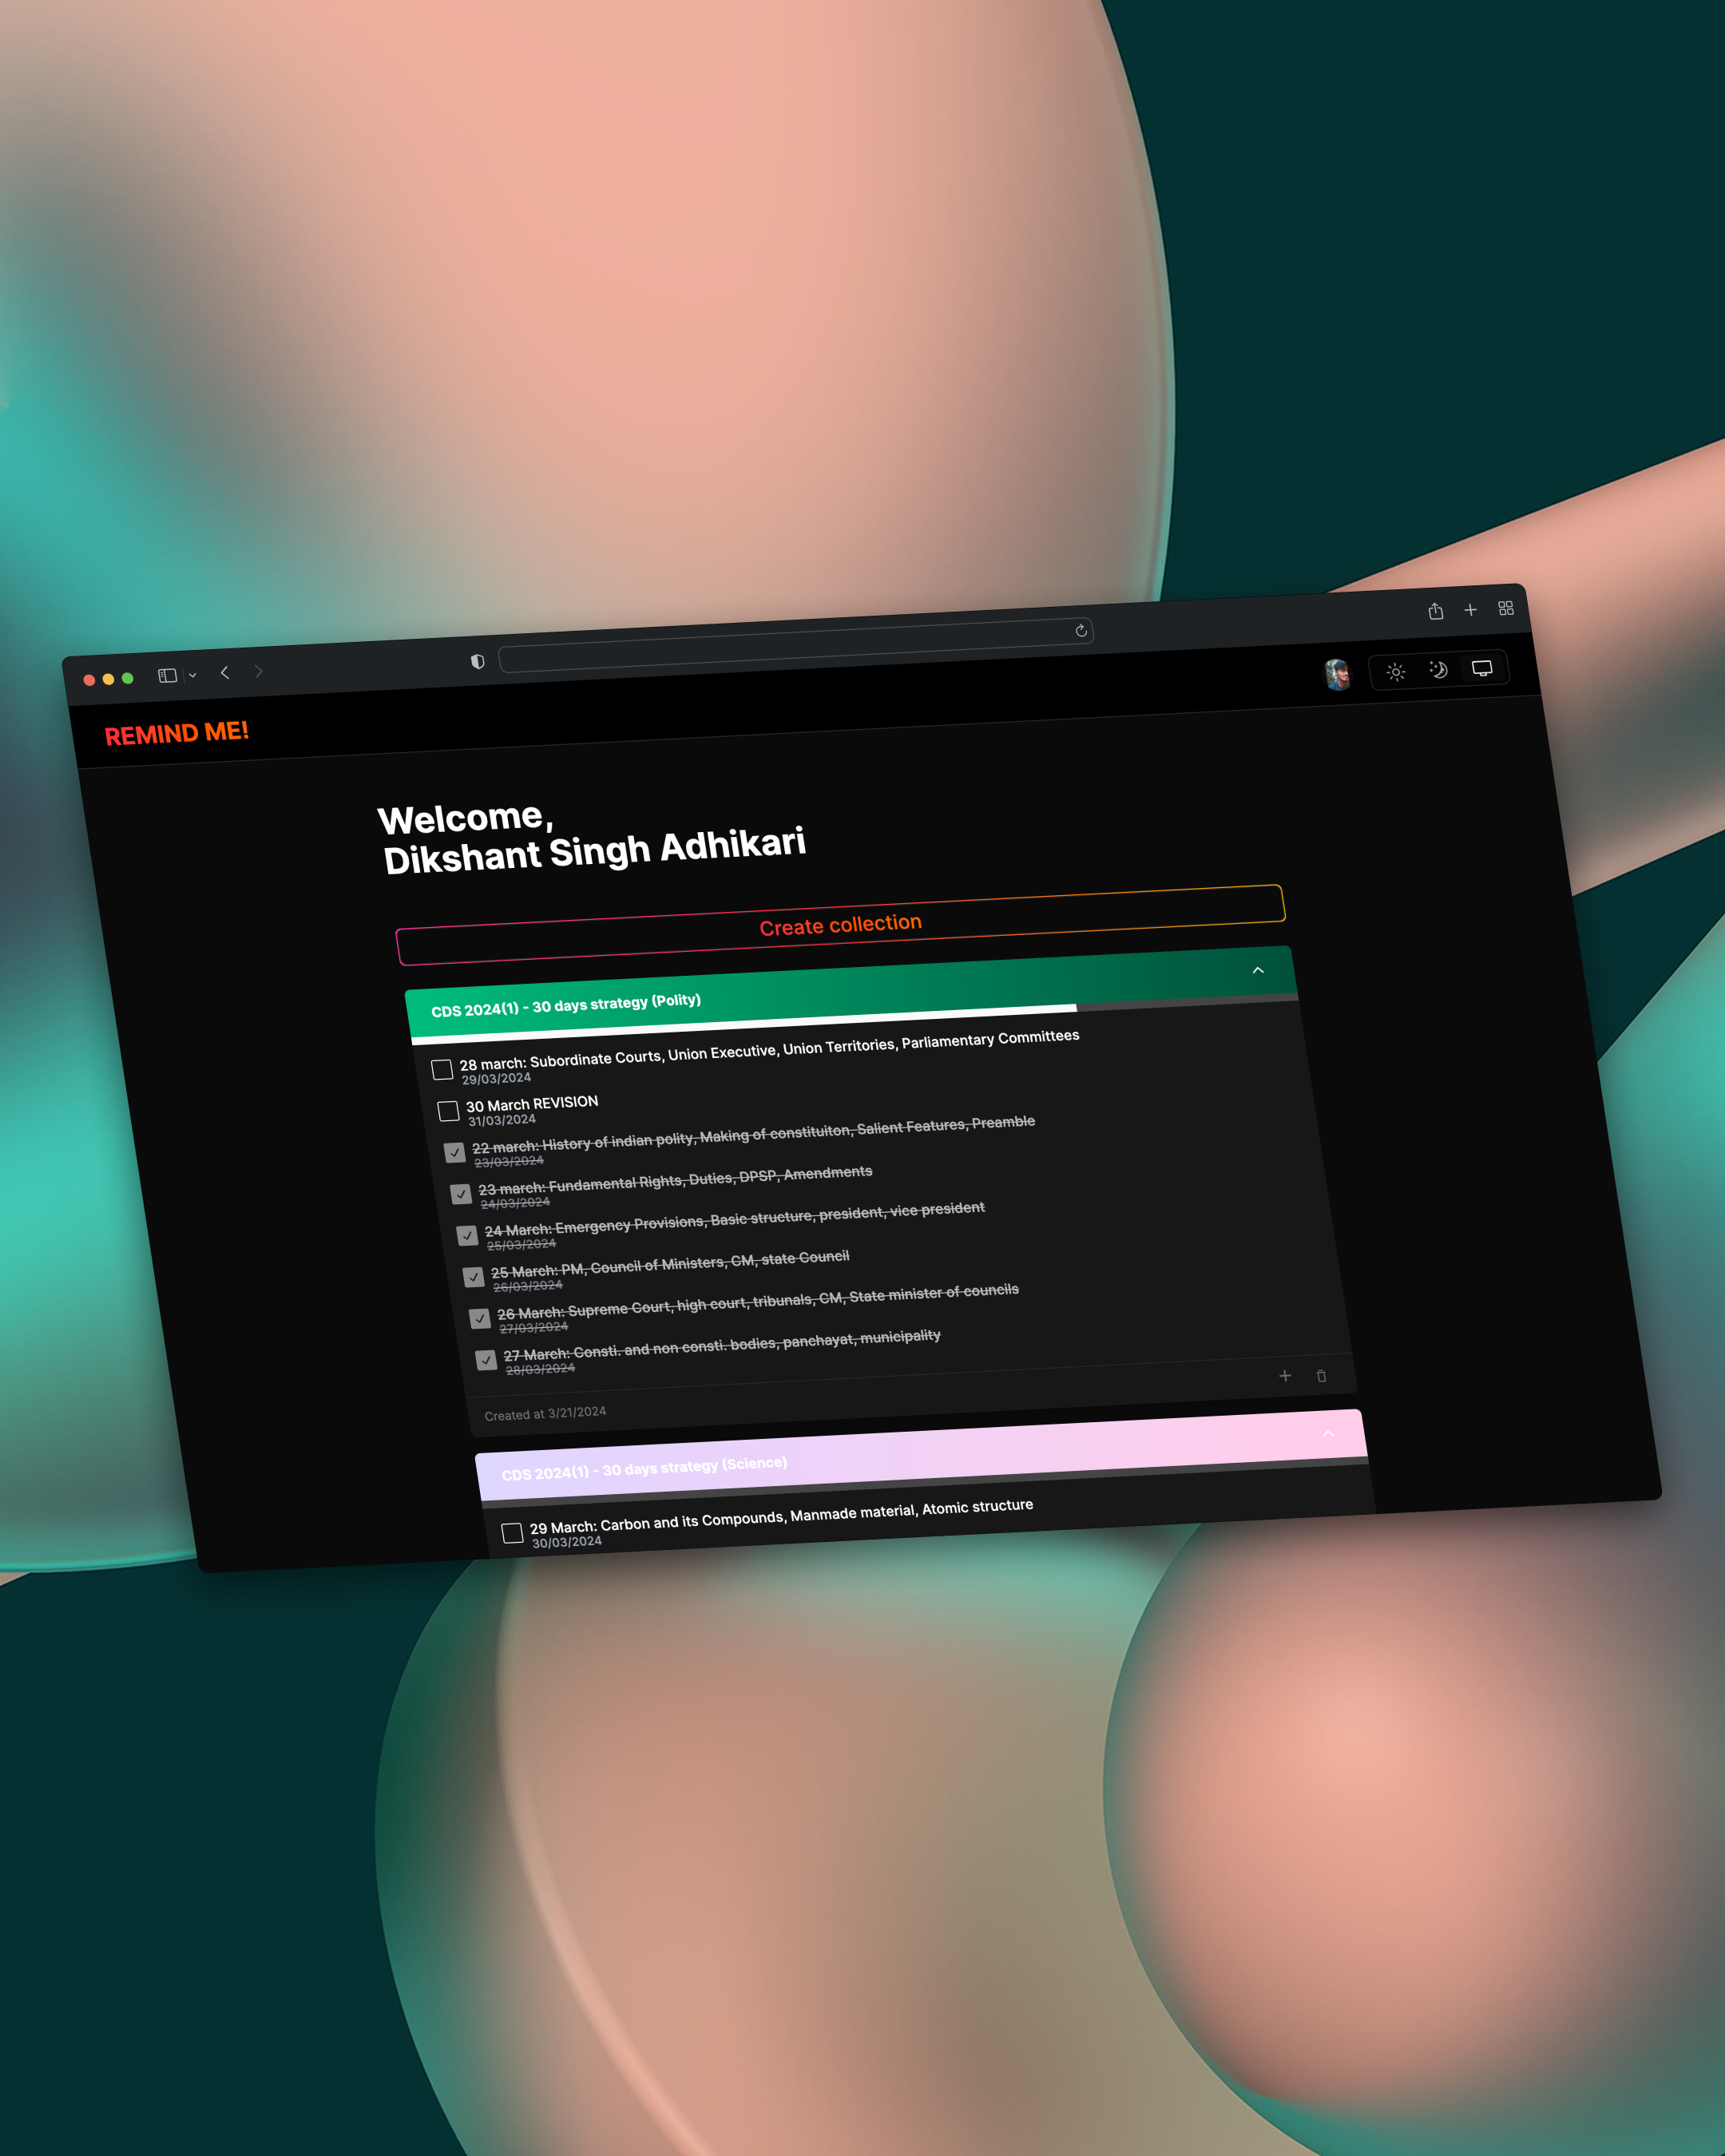 REMIND ME!
Welcome,
Dikshant Singh Adhikari
Create collection
CDS 2024(1) - 30 days strategy (Polity)
28 march: Subordinate Courts, Union Executive, Union Territories, Parliamentary Committees
29/03/2024
30 March REVISION
31/03/2024
22 march: History of indian polity, Making of constituiton, Salient Features, Preamble
23/03/2024
23 march: Fundamental Rights, Duties, DPSP, Amendments
24/03/2024
24 March: Emergency Provisions, Basic structure, president, vice president
25/03/2024
25 March: PM, Council of Ministers, CM, state Council
26/03/2024
26 March: Supreme Court, high court, tribunals, CM, State minister of councils
27/03/2024
27 March: Consti. and non consti. bodies, panchayat, municipality
28/03/2024
Created at 3/21/2024
CDS 2024(1) - 30 days strategy (Science)
29 March: Carbon and its Compounds, Manmade material, Atomic structure
30/03/2024